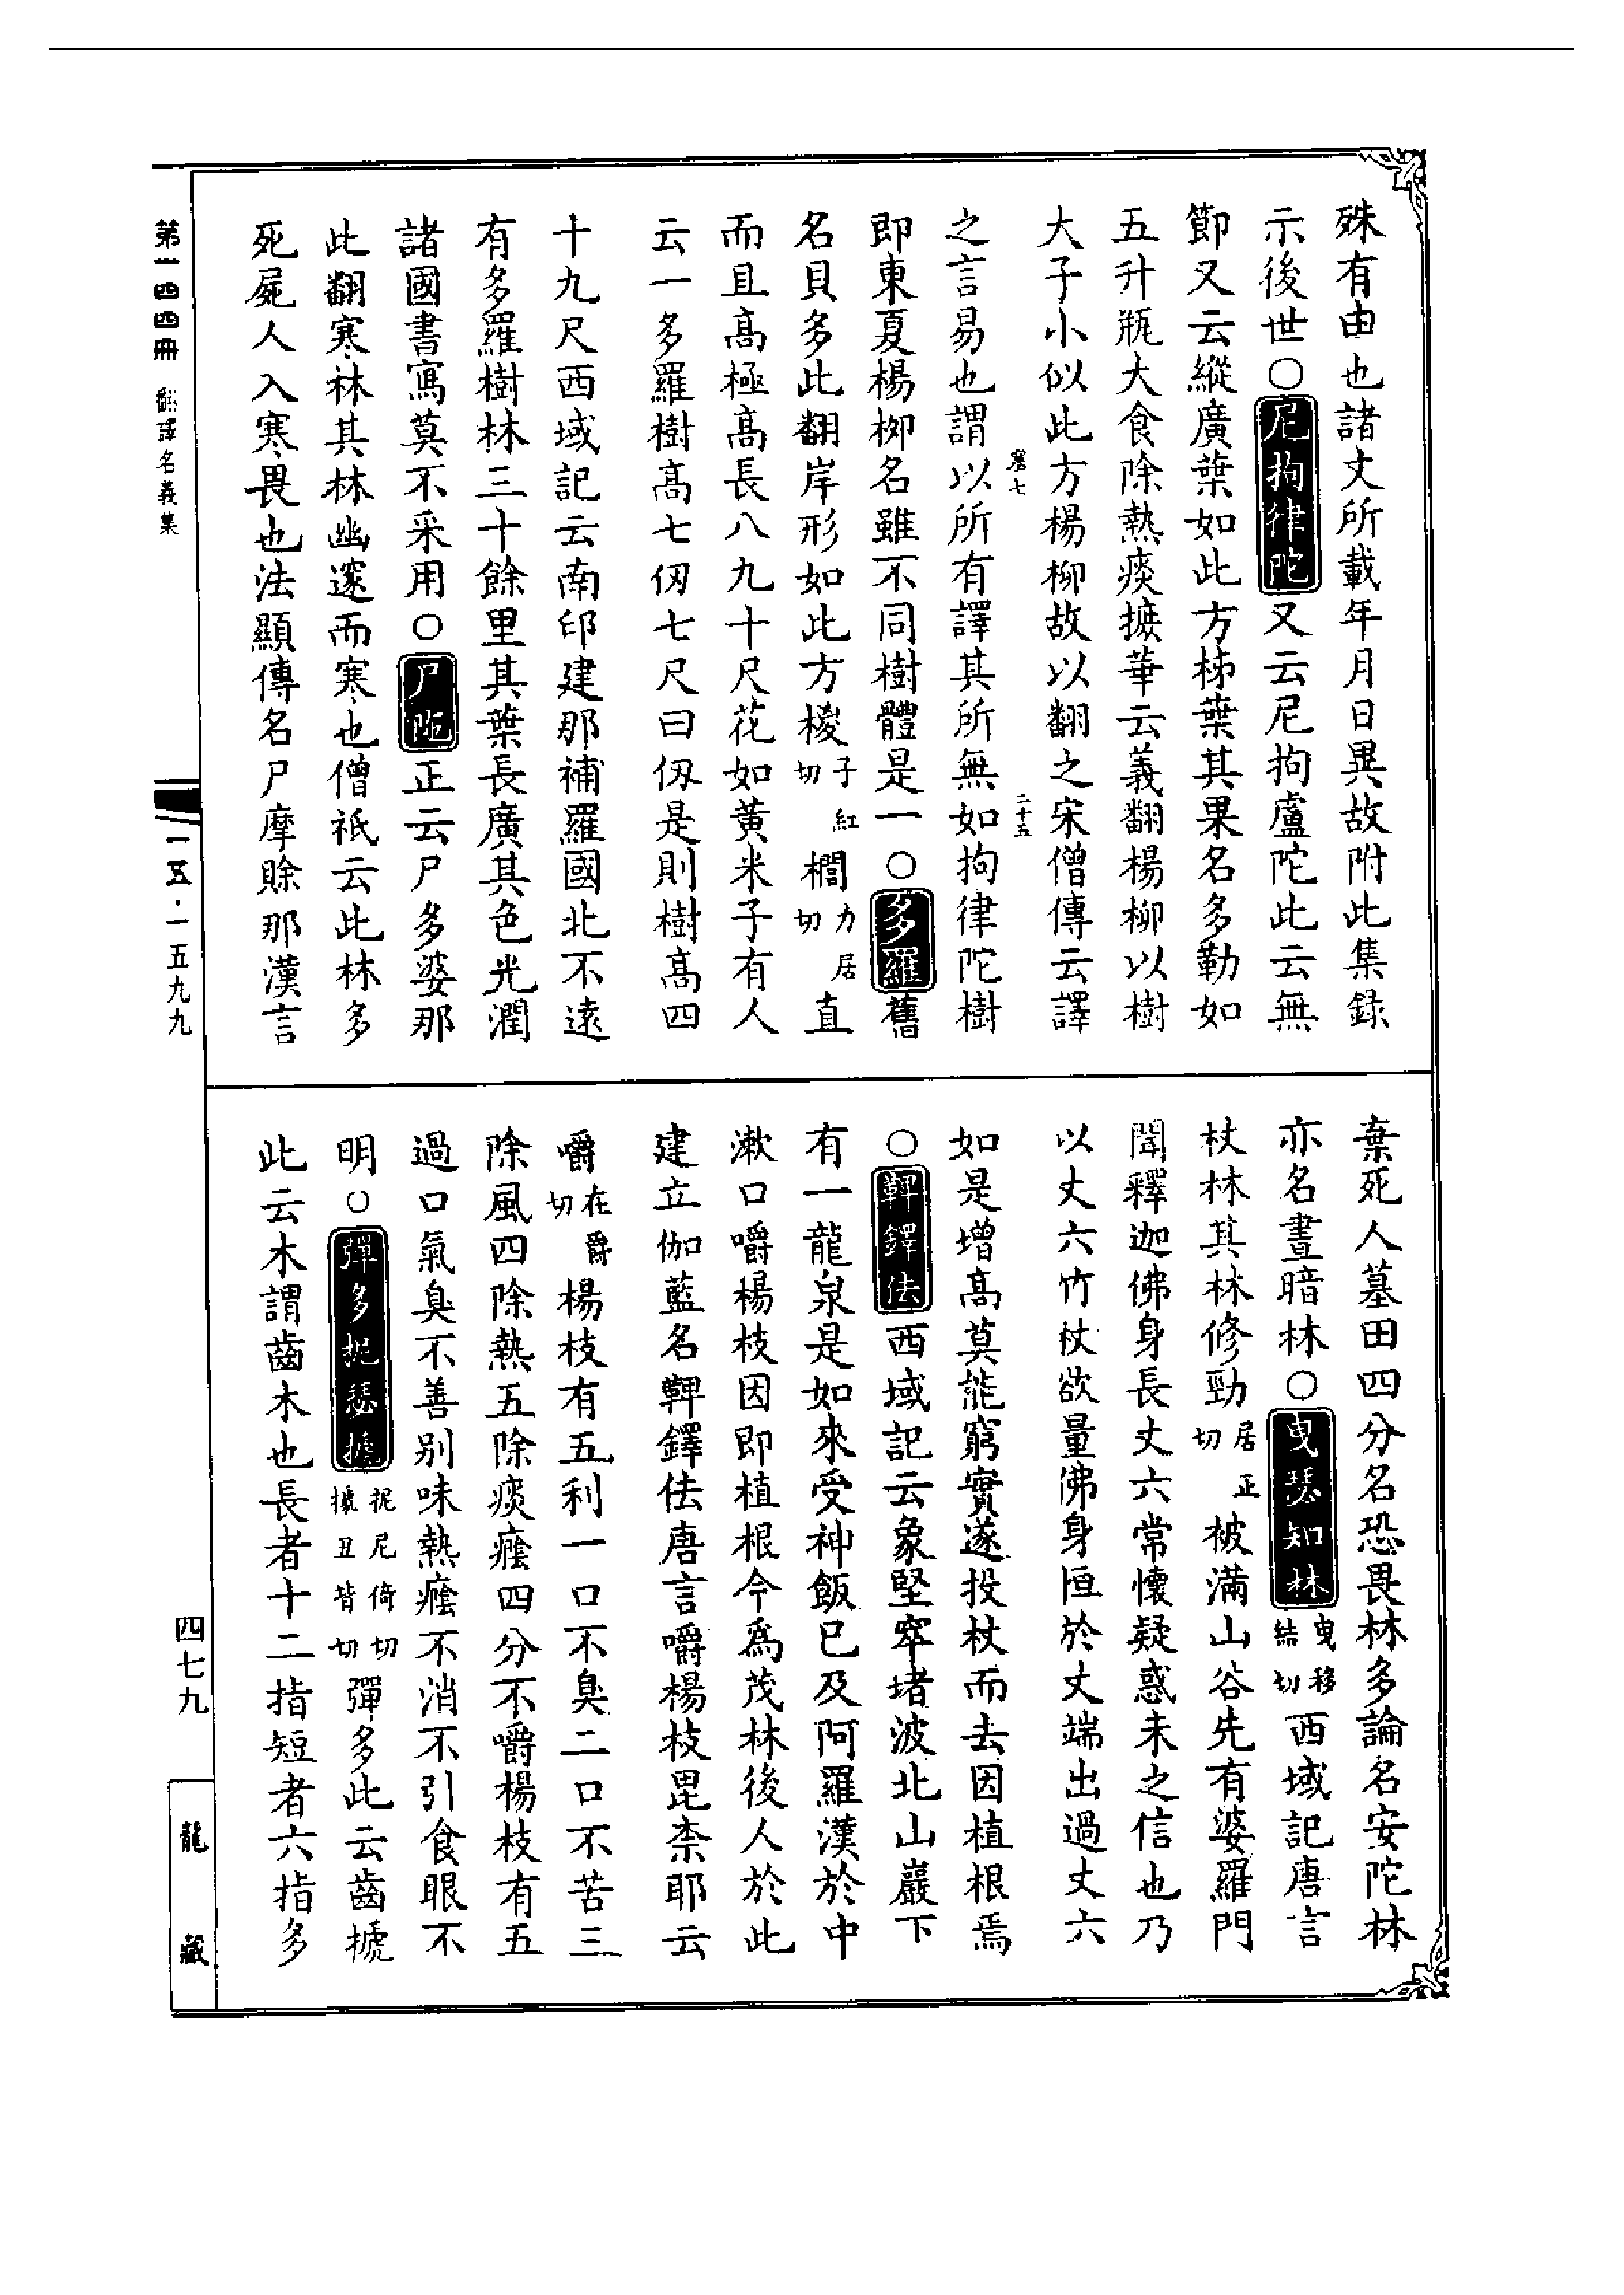 殊有由也諸文所載年月日異故附此集録
示後世○尼拘律陀又云尼拘盧陀此云無
節又云縱廣葉如此方柿葉其果名多勒如
五升瓶大食除熱痰摭華云義翻楊柳以樹
大子小似此方楊柳故以翻之宋僧傳云譯
之言易也謂以所有譯其所無如拘律陀樹
即東夏楊柳名雖不同樹體是一○多羅舊
名貝多此翻岸形如此方椶子紅切櫚力居切直
而且高極高長八九十尺花如黃米子有人
云一多羅樹高七仞七尺曰仭是則樹高四
十九尺西域記云南印建那補羅國北不遠
有多羅樹林三十餘里其葉長廣其色光潤
諸國書寫莫不采用○尸陁正云尸多婆那
此翻寒林其林幽邃而寒也僧祇云此林多
死屍人入寒畏也法顯傳名尸摩賒那漢言
棄死人墓田四分名恐畏林多論名安陀林
亦名晝暗林○曳瑟知林曳移結切西域記唐言
杖林其林修勁居正切被滿山谷先有婆羅門
聞釋迦佛身長丈六常懷疑惑未之信也乃
以丈六竹杖欲量佛身恒於丈端出過丈六
如是增高莫能窮實遂投杖而去因植根焉
○鞞鐸佉西域記云象堅窣堵波北山巖下
有一龍泉是如來受神飯已及阿羅漢於中
漱口嚼楊枝因即植根今爲茂林後人於此
建立伽藍名鞞鐸佉唐言嚼楊枝毘柰耶云
嚼在爵切楊枝有五利一口不臭二口不苦三
除風四除熱五除痰癊四分不嚼楊枝有五
過口氣臭不善别味熱癊不消不引食眼不
明○彈多抳瑟搋抳尼倚切搋丑皆切彈多此云齒搋
此云木謂齒木也長者十二指短者六指多
第一四四冊 翻譯名義集
一五·一五九九
四七九
龍藏
二十五